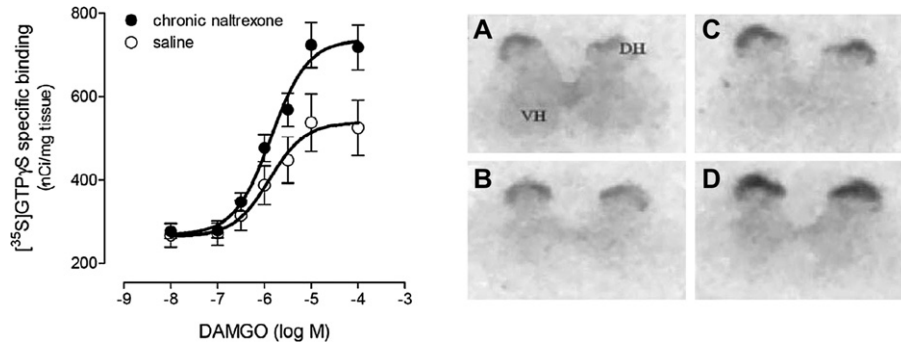 chronic naltrexone
saline
[³⁵S]GTPγS specific binding
(nCi/mg tissue)
800
600
400
200
-9 -8 -7 -6 -5 -4 -3
DAMGO (log M)
A
DH
VH
C
B
D